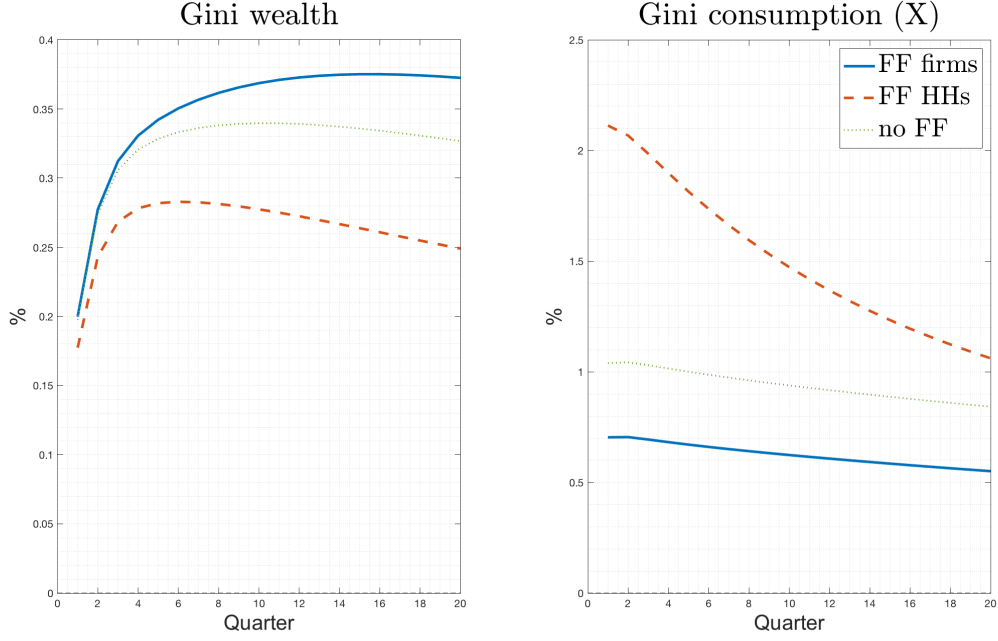 Gini wealth
0.4
0.35
0.3
0.25
0.2
0.15
0.1
0.05
0
%
0 2 4 6 8 10 12 14 16 18 20
Quarter
Gini consumption (X)
2.5
2
1.5
1
0.5
0
%
0 2 4 6 8 10 12 14 16 18 20
Quarter
FF firms
FF HHs
no FF